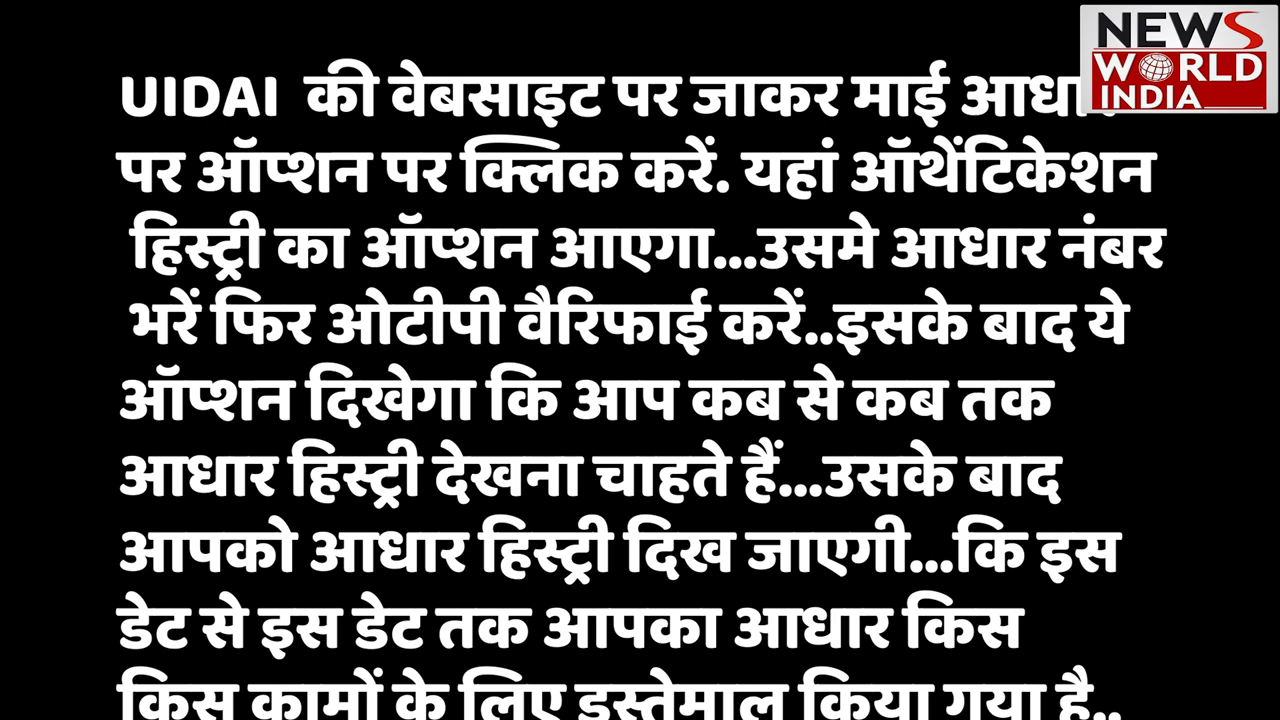 NEWS
WORLD
INDIA
UIDAI की वेबसाइट पर जाकर माई
पर ऑप्शन पर क्लिक करें. यहां ऑथेंटिकेशन
हिस्ट्री का ऑप्शन आएगा...उसमे आधार नंबर
भरें फिर ओटीपी वैरिफाई करें..इसके बाद ये
ऑप्शन दिखेगा कि आप कब से कब तक
आधार हिस्ट्री देखना चाहते हैं...उसके बाद
आपको आधार हिस्ट्री दिख जाएगी...कि इस
डेट से इस डेट तक आपका आधार किस
किस कामों के लिए इस्तेमाल किया गया है..